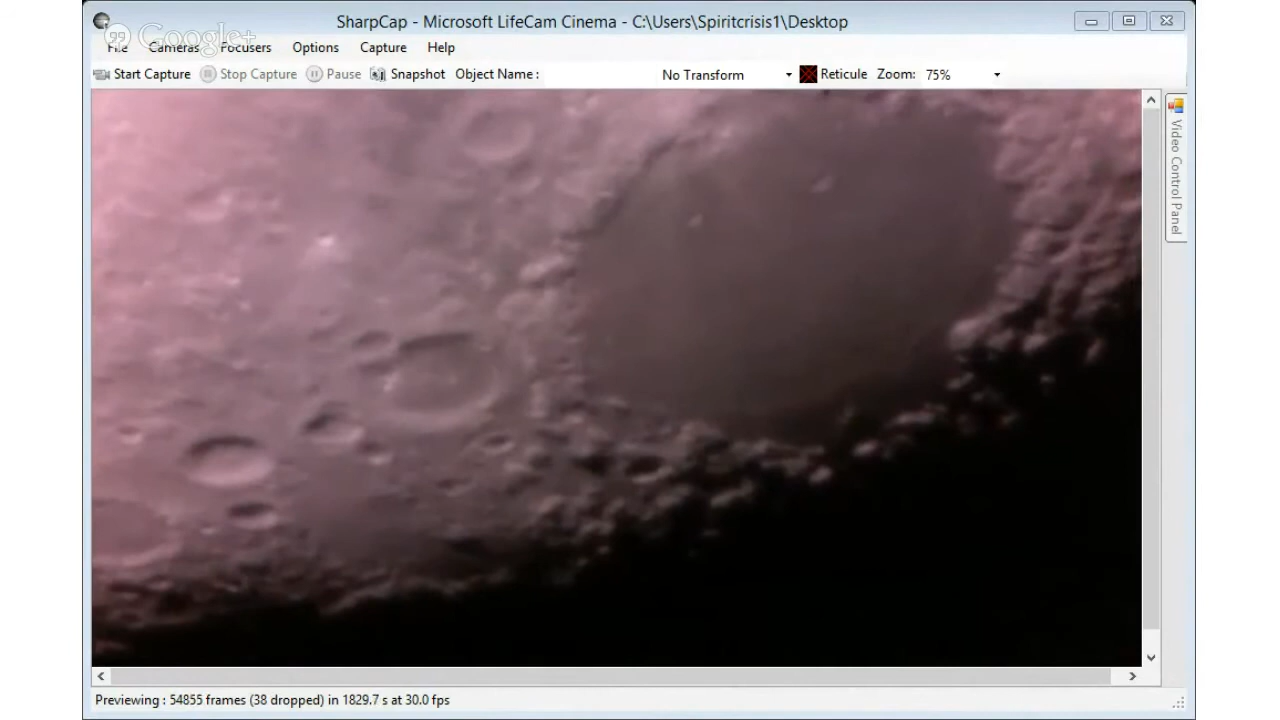 SharpCap - Microsoft LifeCam Cinema - C:\Users\Spiritcrisis1\Desktop
Google+
File Cameras Focusers Options Capture Help
Start Capture Stop Capture Pause Snapshot Object Name : No Transform Reticule Zoom: 75%
Video Control Panel
Previewing : 54855 frames (38 dropped) in 1829.7 s at 30.0 fps